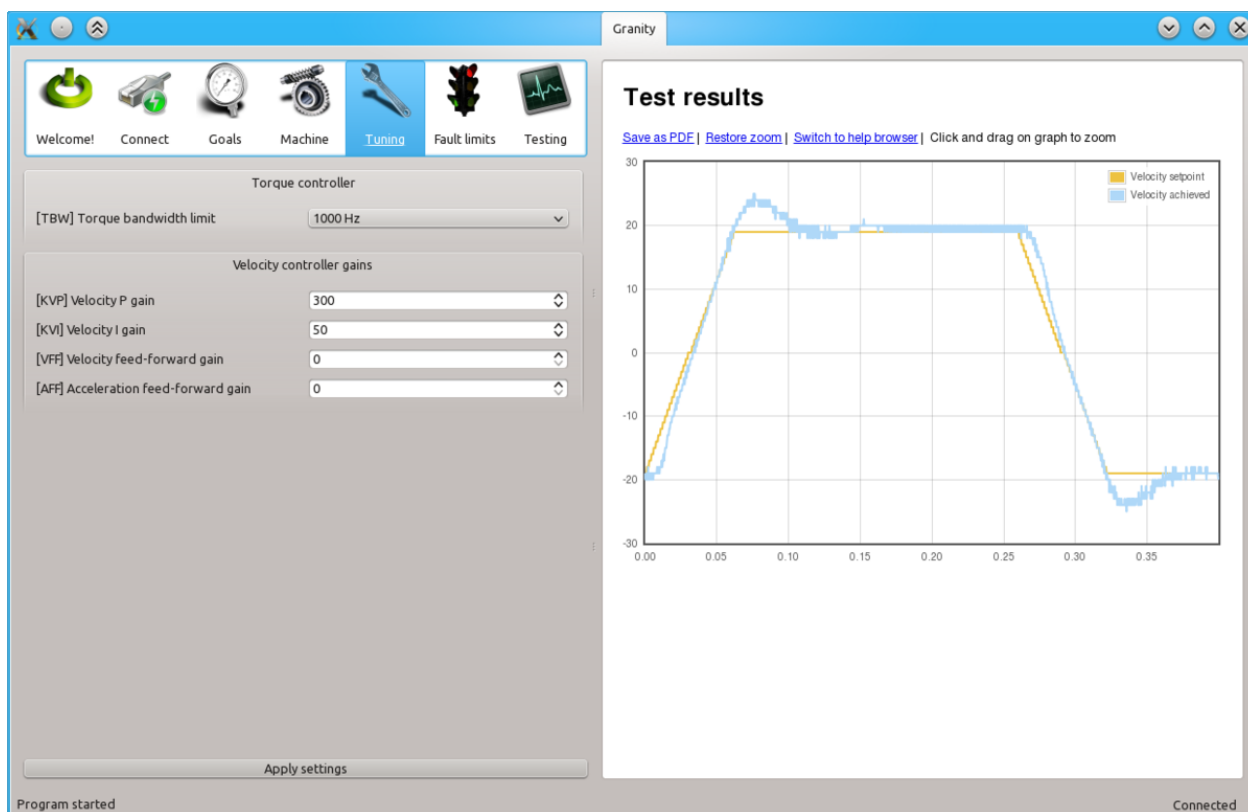 Granity
Welcome!
Connect
Goals
Machine
Tuning
Fault limits
Testing
Torque controller
[TBW] Torque bandwidth limit
1000 Hz
Velocity controller gains
[KVP] Velocity P gain
300
[KVI] Velocity I gain
50
[VFF] Velocity feed-forward gain
0
[AFF] Acceleration feed-forward gain
0
Apply settings
Program started
Test results
Save as PDF | Restore zoom | Switch to help browser | Click and drag on graph to zoom
Velocity setpoint
Velocity achieved
30
20
10
0
-10
-20
-30
0.00
0.05
0.10
0.15
0.20
0.25
0.30
0.35
Connected